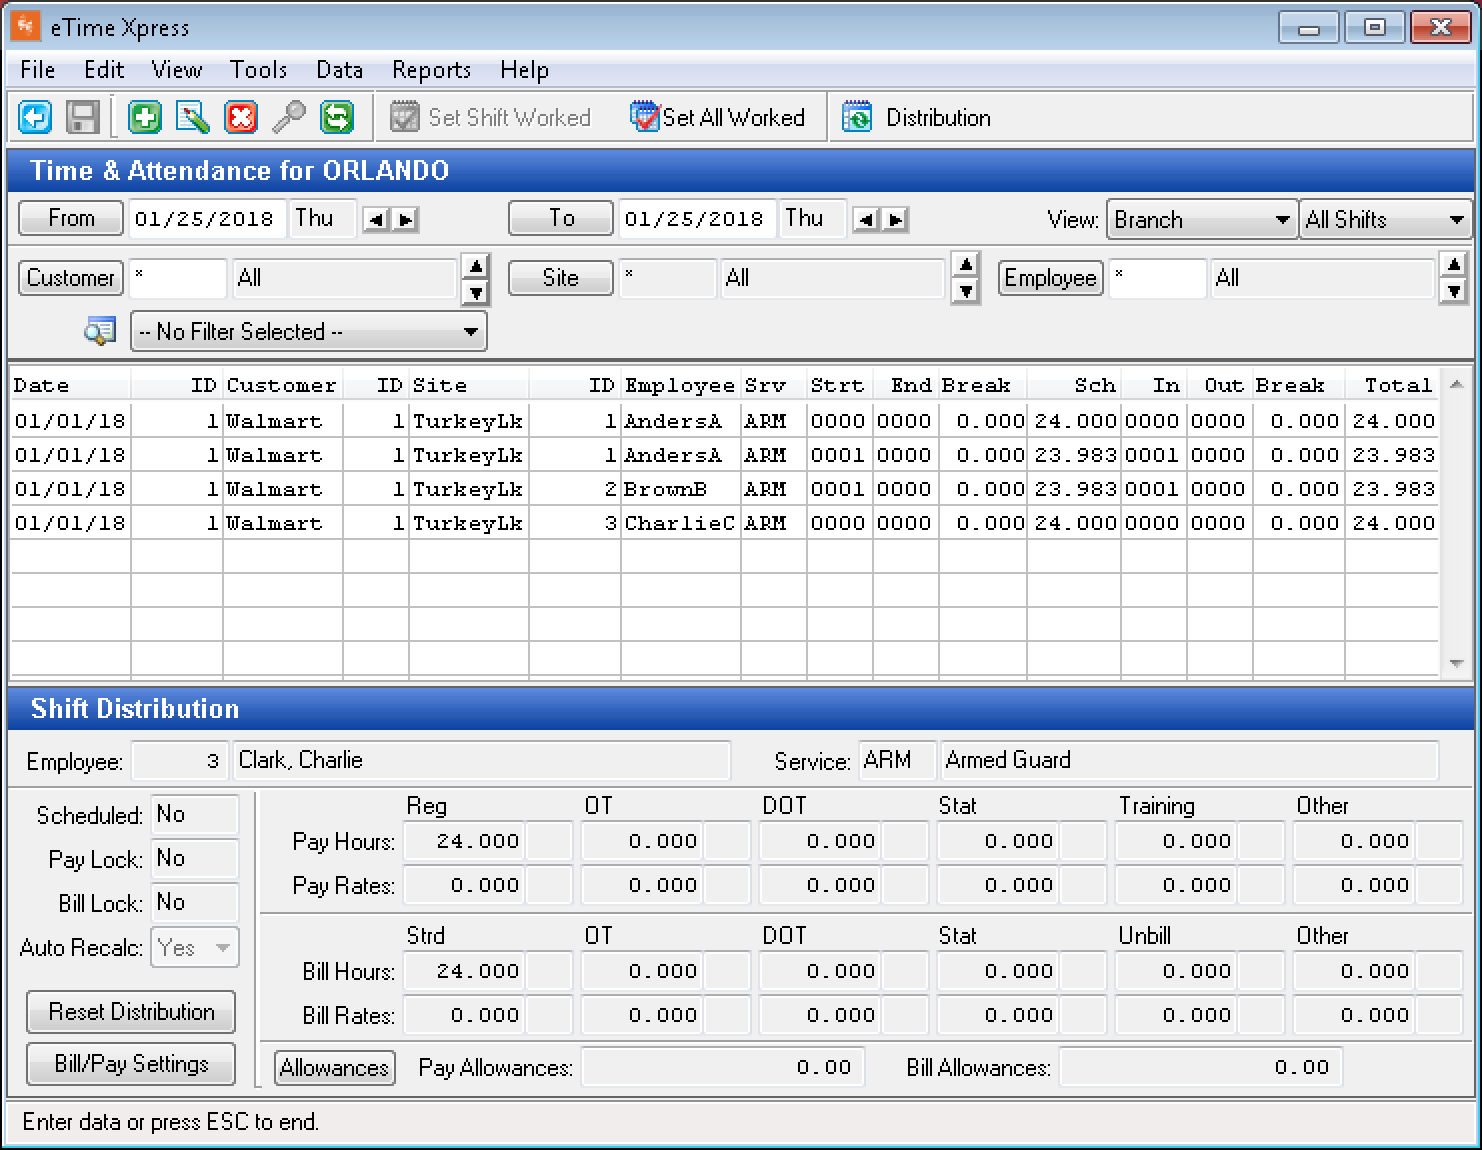 eTime Xpress
File Edit View Tools Data Reports Help
Set Shift Worked Set All Worked Distribution
Time & Attendance for ORLANDO
From 01/25/2018 Thu To 01/25/2018 Thu View: Branch All Shifts
Customer * All Site * All Employee * All
-- No Filter Selected --
Date ID Customer ID Site ID Employee Srv Strt End Break Sch In Out Break Total
01/01/18 1 Walmart 1 TurkeyLk 1 AndersA ARM 0000 0000 0.000 24.000 0000 0000 0.000 24.000
01/01/18 1 Walmart 1 TurkeyLk 1 AndersA ARM 0001 0000 0.000 23.983 0001 0000 0.000 23.983
01/01/18 1 Walmart 1 TurkeyLk 2 BrownB ARM 0001 0000 0.000 23.983 0001 0000 0.000 23.983
01/01/18 1 Walmart 1 TurkeyLk 3 CharlieC ARM 0000 0000 0.000 24.000 0000 0000 0.000 24.000
Shift Distribution
Employee: 3 Clark, Charlie Service: ARM Armed Guard
Scheduled: No
Pay Lock: No
Bill Lock: No
Auto Recalc: Yes
Reset Distribution
Bill/Pay Settings
Reg OT DOT Stat Training Other
Pay Hours: 24.000 0.000 0.000 0.000 0.000 0.000
Pay Rates: 0.000 0.000 0.000 0.000 0.000 0.000
Strd OT DOT Stat Unbill Other
Bill Hours: 24.000 0.000 0.000 0.000 0.000 0.000
Bill Rates: 0.000 0.000 0.000 0.000 0.000 0.000
Allowances Pay Allowances: 0.00 Bill Allowances: 0.00
Enter data or press ESC to end.